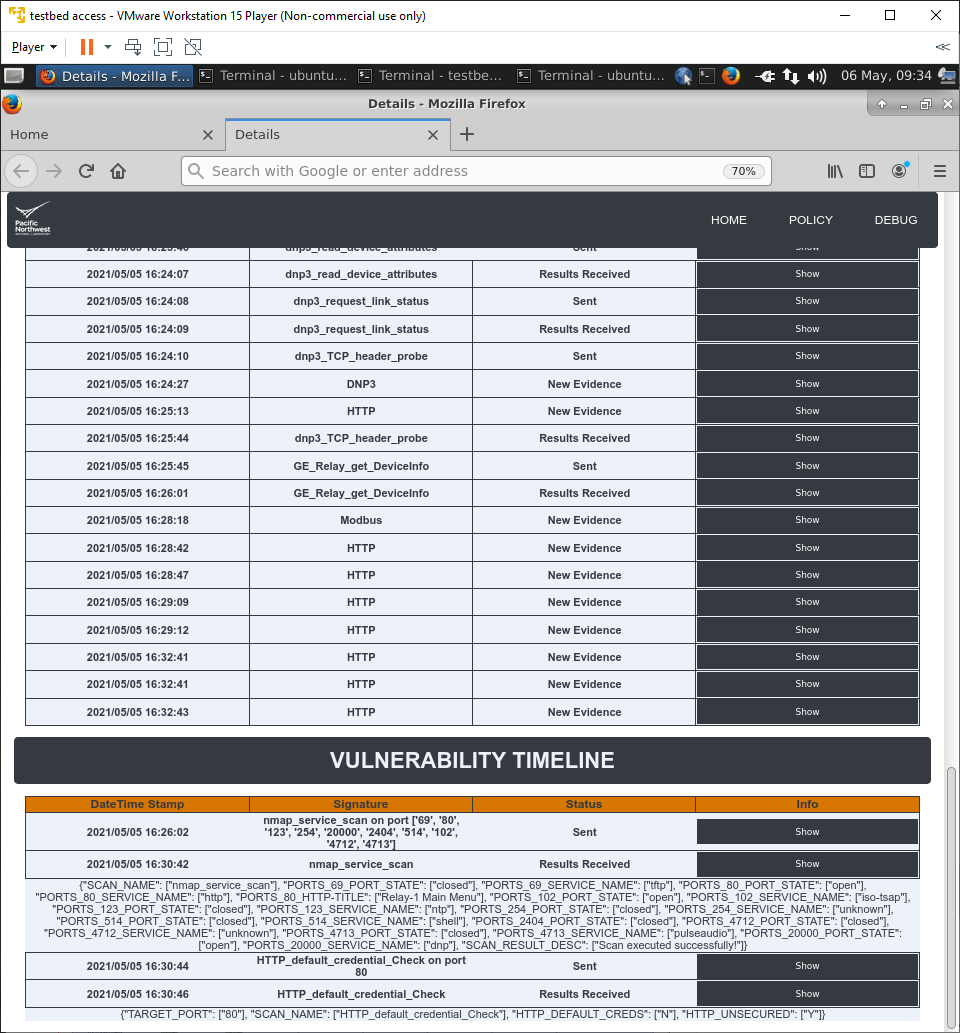 testbed access - VMware Workstation 15 Player (Non-commercial use only)
Player
Details - Mozilla F... Terminal - ubuntu... Terminal - testbe... Terminal - ubuntu... 06 May, 09:34
Details - Mozilla Firefox
Home Details
Search with Google or enter address 70%
Pacific Northwest NATIONAL LABORATORY HOME POLICY DEBUG
dnp3_read_device_attributes Sent Show
2021/05/05 16:24:07 dnp3_read_device_attributes Results Received Show
2021/05/05 16:24:08 dnp3_request_link_status Sent Show
2021/05/05 16:24:09 dnp3_request_link_status Results Received Show
2021/05/05 16:24:10 dnp3_TCP_header_probe Sent Show
2021/05/05 16:24:27 DNP3 New Evidence Show
2021/05/05 16:25:13 HTTP New Evidence Show
2021/05/05 16:25:44 dnp3_TCP_header_probe Results Received Show
2021/05/05 16:25:45 GE_Relay_get_DeviceInfo Sent Show
2021/05/05 16:26:01 GE_Relay_get_DeviceInfo Results Received Show
2021/05/05 16:28:18 Modbus New Evidence Show
2021/05/05 16:28:42 HTTP New Evidence Show
2021/05/05 16:28:47 HTTP New Evidence Show
2021/05/05 16:29:09 HTTP New Evidence Show
2021/05/05 16:29:12 HTTP New Evidence Show
2021/05/05 16:32:41 HTTP New Evidence Show
2021/05/05 16:32:41 HTTP New Evidence Show
2021/05/05 16:32:43 HTTP New Evidence Show
VULNERABILITY TIMELINE
DateTime Stamp Signature Status Info
2021/05/05 16:26:02 nmap_service_scan on port ['69', '80', '123', '254', '20000', '2404', '514', '102', '4712', '4713'] Sent Show
2021/05/05 16:30:42 nmap_service_scan Results Received Show
{"SCAN_NAME": ["nmap_service_scan"], "PORTS_69_PORT_STATE": ["closed"], "PORTS_69_SERVICE_NAME": ["tftp"], "PORTS_80_PORT_STATE": ["open"],
"PORTS_80_SERVICE_NAME": ["http"], "PORTS_80_HTTP-TITLE": ["Relay-1 Main Menu"], "PORTS_102_PORT_STATE": ["open"], "PORTS_102_SERVICE_NAME": ["iso-tsap"],
"PORTS_123_PORT_STATE": ["closed"], "PORTS_123_SERVICE_NAME": ["ntp"], "PORTS_254_PORT_STATE": ["closed"], "PORTS_254_SERVICE_NAME": ["unknown"],
"PORTS_514_PORT_STATE": ["closed"], "PORTS_514_SERVICE_NAME": ["shell"], "PORTS_2404_PORT_STATE": ["closed"], "PORTS_4712_PORT_STATE": ["closed"],
"PORTS_4712_SERVICE_NAME": ["unknown"], "PORTS_4713_PORT_STATE": ["closed"], "PORTS_4713_SERVICE_NAME": ["pulseaudio"], "PORTS_20000_PORT_STATE":
["open"], "PORTS_20000_SERVICE_NAME": ["dnp"], "SCAN_RESULT_DESC": ["Scan executed successfully!"]}
2021/05/05 16:30:44 HTTP_default_credential_Check on port 80 Sent Show
2021/05/05 16:30:46 HTTP_default_credential_Check Results Received Show
{"TARGET_PORT": ["80"], "SCAN_NAME": ["HTTP_default_credential_Check"], "HTTP_DEFAULT_CREDS": ["N"], "HTTP_UNSECURED": ["Y"]}